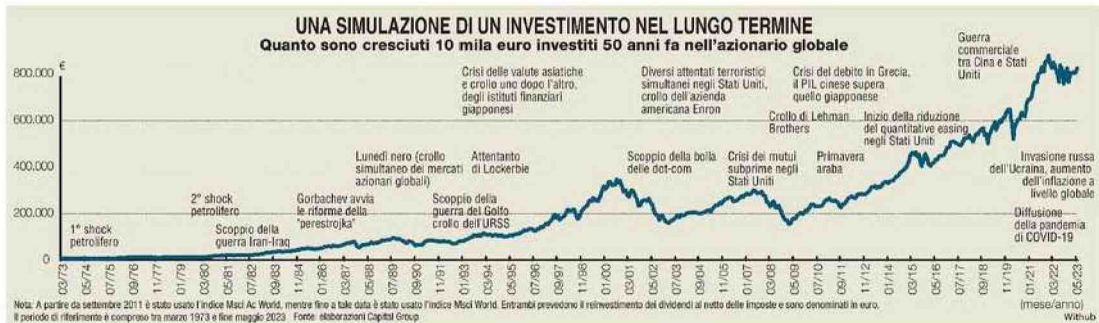 UNA SIMULAZIONE DI UN INVESTIMENTO NEL LUNGO TERMINE
Quanto sono cresciuti 10 mila euro investiti 50 anni fa nell'azionario globale
€
800.000
600.000
400.000
200.000
0
1° shock
petrolifero
2° shock
petrolifero
Scoppio della
guerra Iran-Iraq
Gorbachev avvia
le riforme della
"perestrojka"
Lunedì nero (crollo
simultaneo dei mercati
azionari globali)
Crisi delle valute asiatiche
e crollo uno dopo l'altro,
degli istituti finanziari
giapponesi
Attentanto
di Lockerbie
Scoppio della
guerra del Golfo
crollo dell'URSS
Diversi attentati terroristici
simultanei negli Stati Uniti,
crollo dell'azienda
americana Enron
Scoppio della bolla
delle dot-com
Crisi dei mutui
subprime negli
Stati Uniti
Crisi del debito in Grecia,
il PIL cinese supera
quello giapponese
Crollo di Lehman
Brothers
Primavera
araba
Inizio della riduzione
del quantitative easing
negli Stati Uniti
Guerra
commerciale
tra Cina e Stati
Uniti
Invasione russa
dell'Ucraina, aumento
dell'inflazione a
livello globale
Diffusione
della pandemia
di COVID-19
03/73
05/74
07/75
09/76
11/77
01/79
03/80
05/81
07/82
09/83
11/84
01/86
03/87
05/88
07/89
09/90
11/91
01/93
03/94
05/95
07/96
09/97
11/98
01/00
03/01
05/02
07/03
09/04
11/05
01/07
03/08
05/09
07/10
09/11
11/12
01/14
03/15
05/16
07/17
09/18
11/19
01/21
03/22
05/23
(mese/anno)
Nota: A partire da settembre 2011 è stato usato l'indice Msci Ac World, mentre fino a tale data è stato usato l'indice Msci World. Entrambi prevedono il reinvestimento dei dividendi al netto delle imposte e sono denominati in euro.
Il periodo di riferimento è compreso tra marzo 1973 e fine maggio 2023 Fonte: elaborazioni Capital Group
Withub